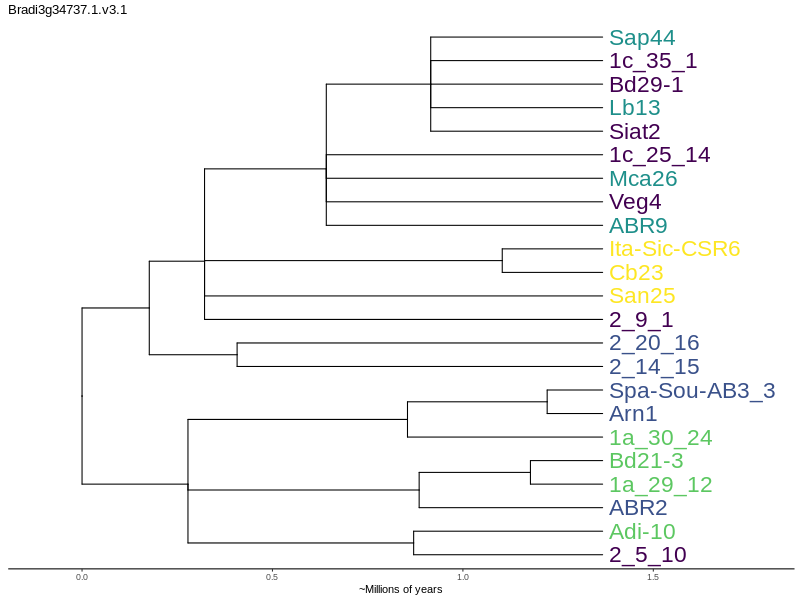 Bradi3g34737.1.v3.1
Sap44
1c_35_1
Bd29-1
Lb13
Siat2
1c_25_14
Mca26
Veg4
ABR9
Ita-Sic-CSR6
Cb23
San25
2_9_1
2_20_16
2_14_15
Spa-Sou-AB3_3
Arn1
1a_30_24
Bd21-3
1a_29_12
ABR2
Adi-10
2_5_10
0.0 0.5 1.0 1.5
~Millions of years